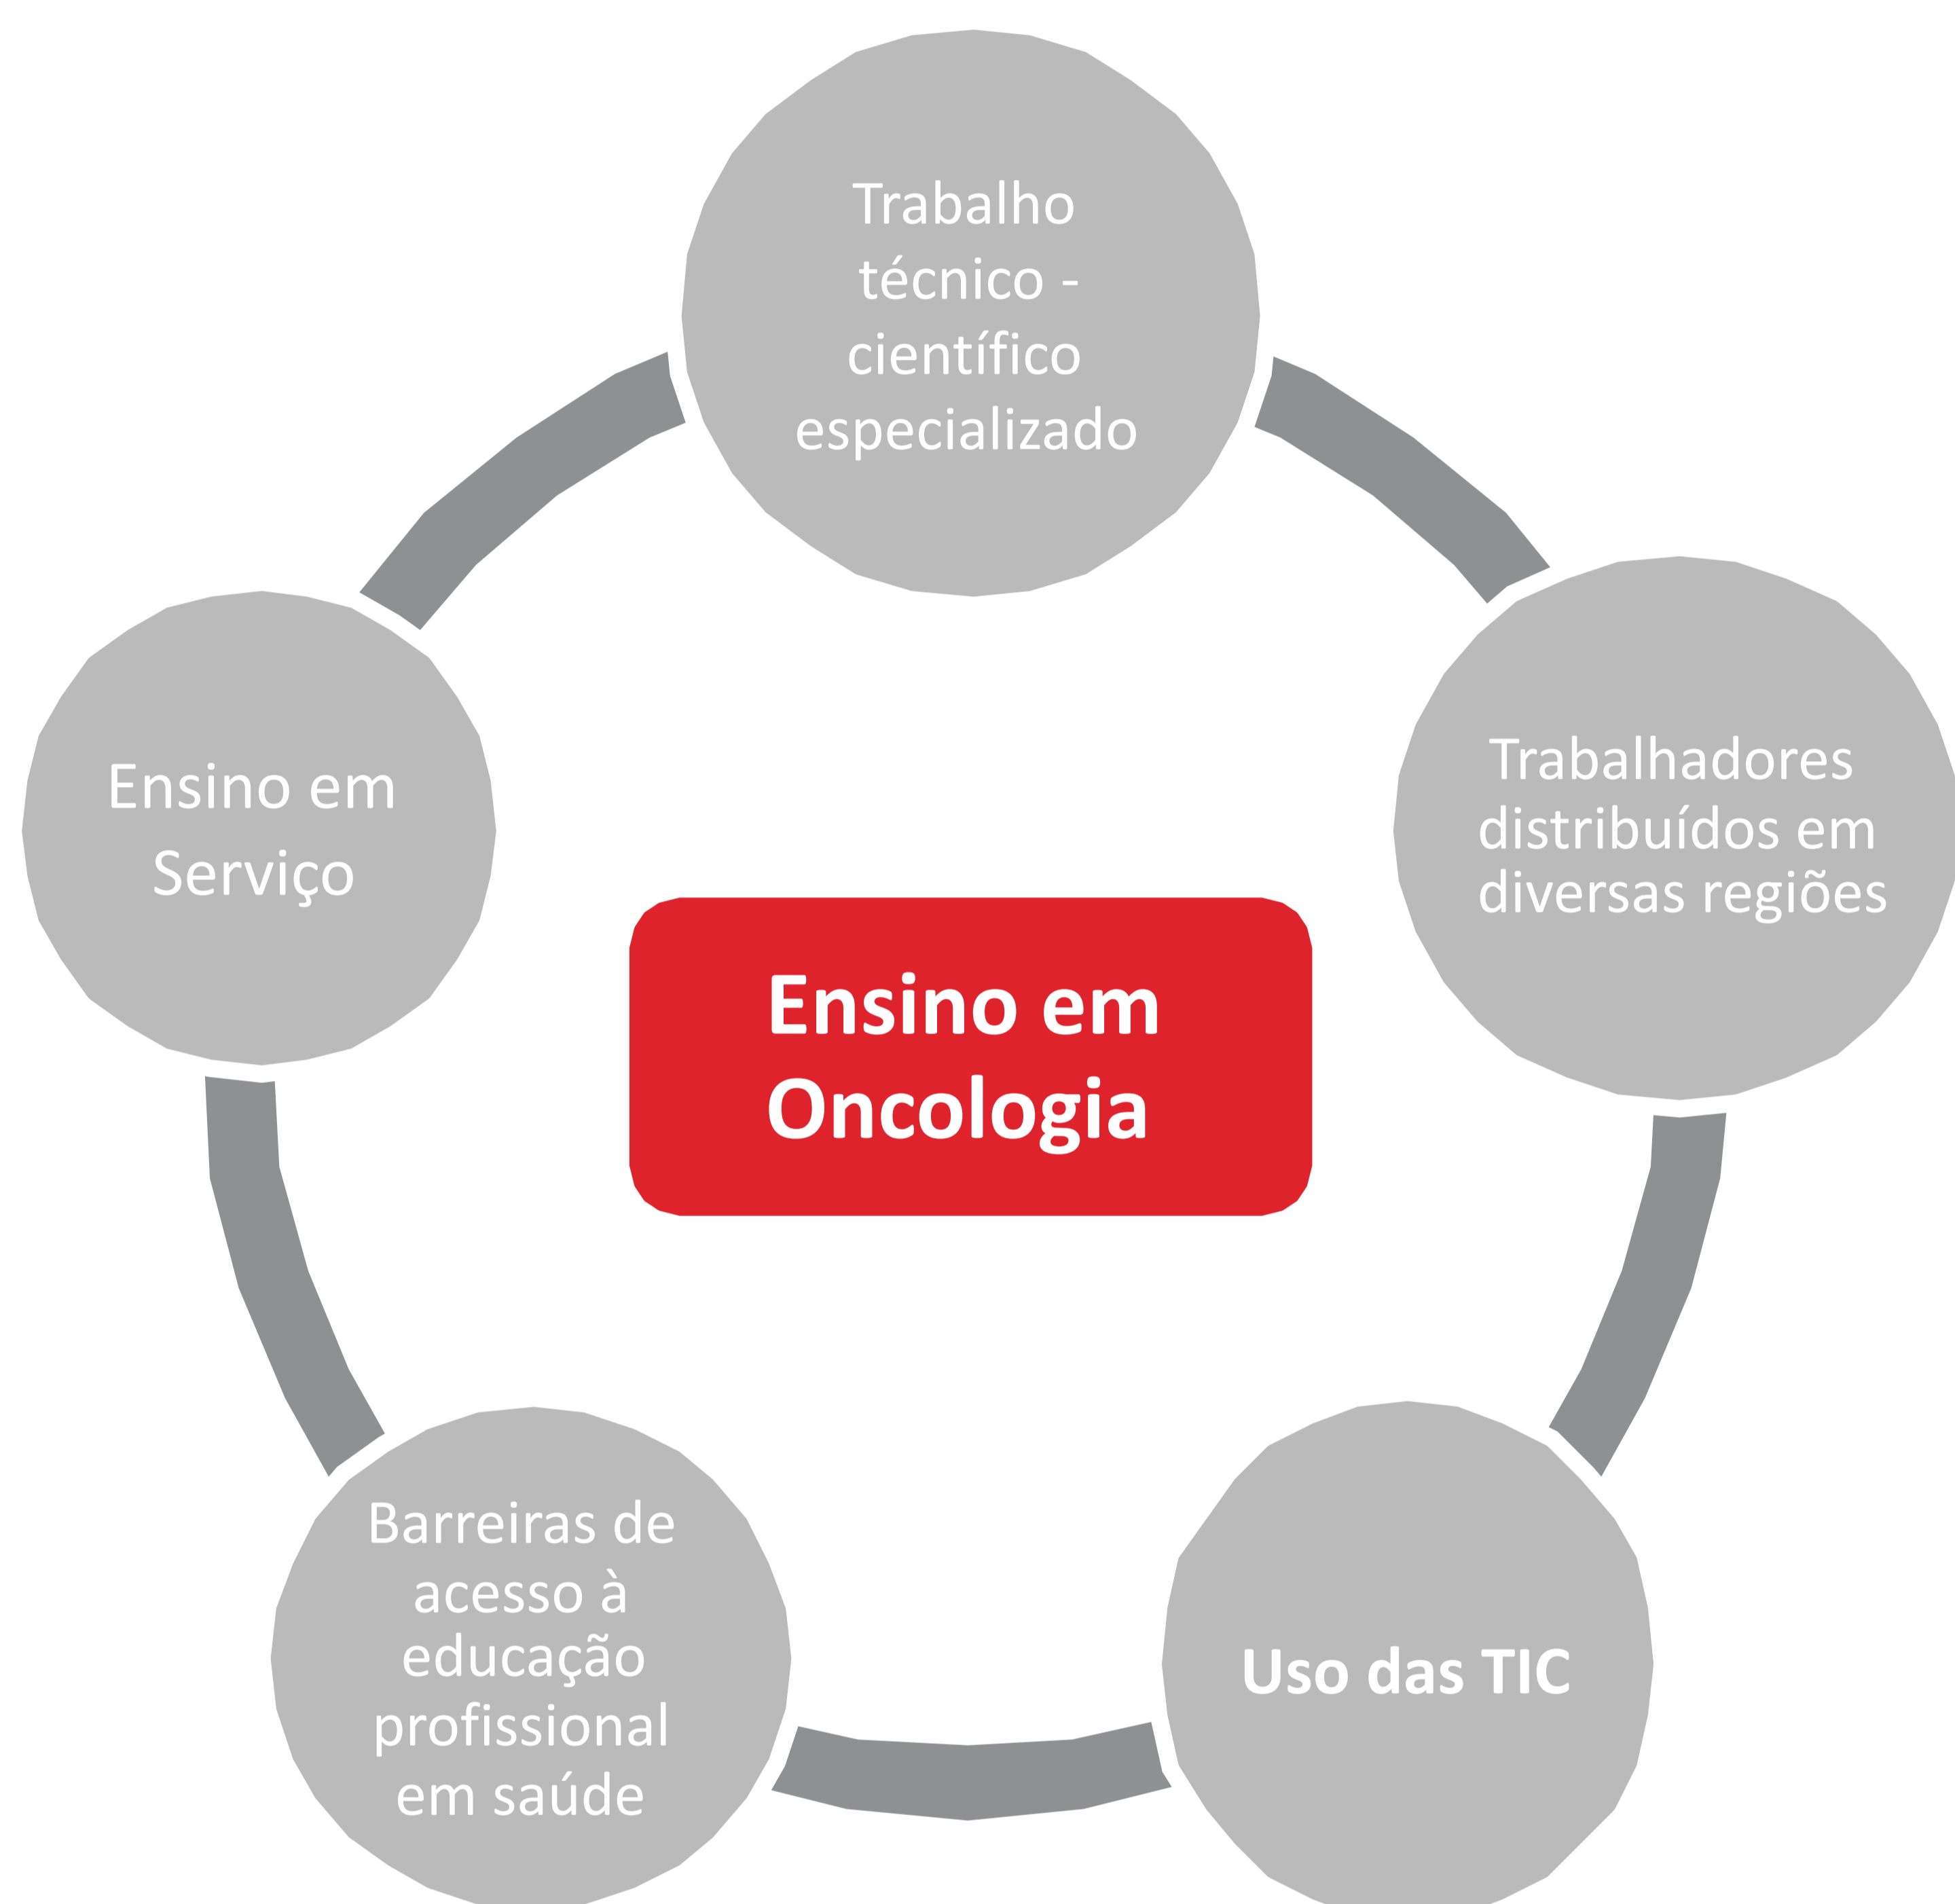 Trabalho
técnico -
científico
especializado
Trabalhadores
distribuídos em
diversas regiões
Uso das TIC
Barreiras de
acesso à
educação
profissional
em saúde
Ensino em
Serviço
Ensino em
Oncologia